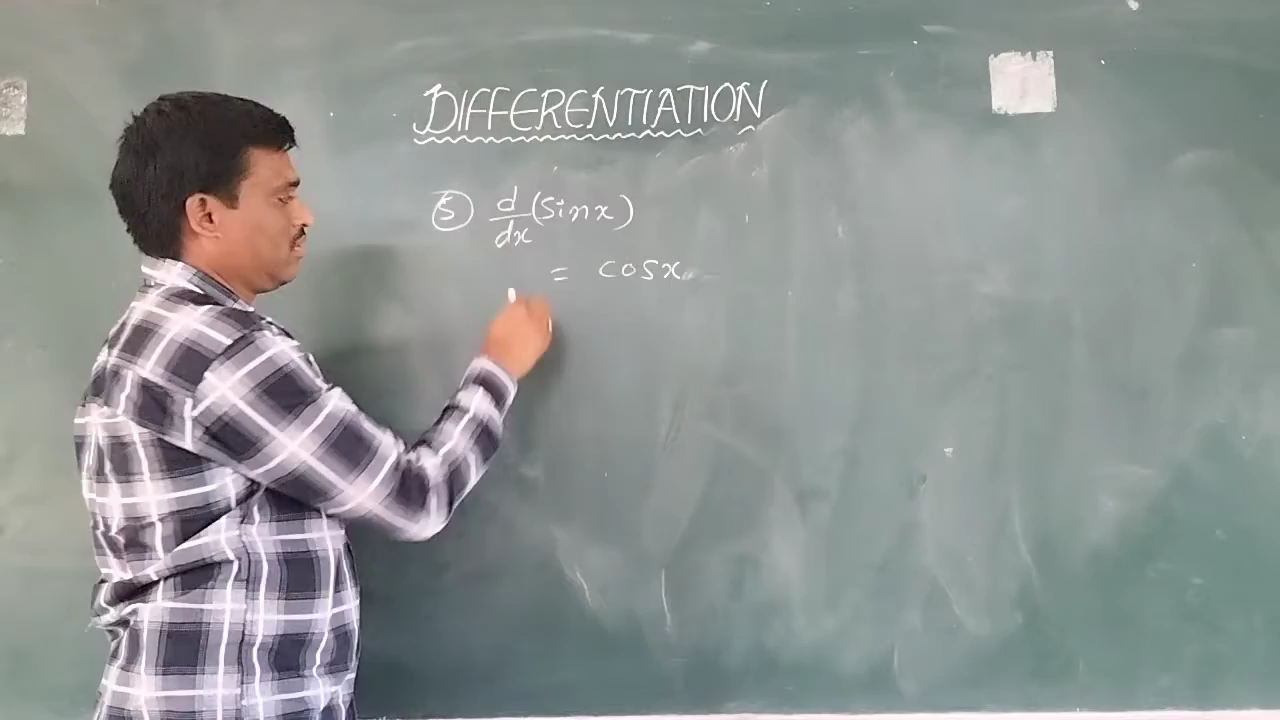 DIFFERENTIATION
⑤ d/dx (sinx)
= cosx